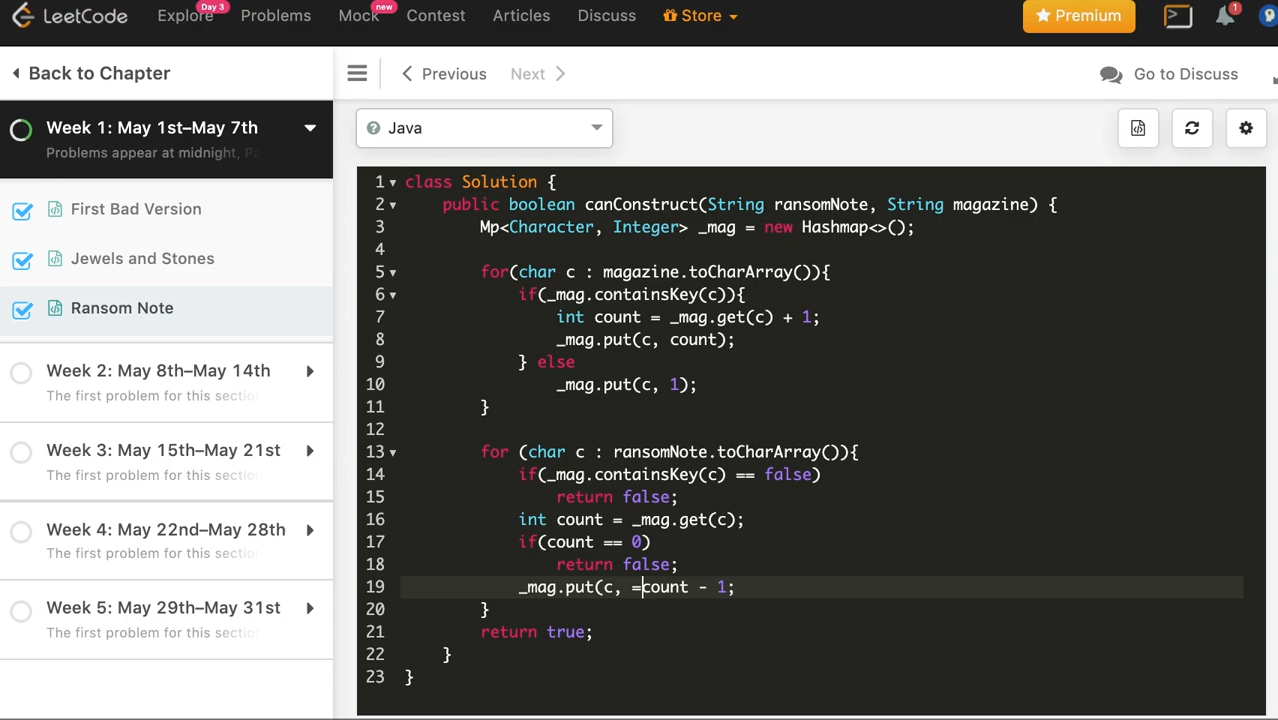 LeetCode
Explore Day 3
Problems
Mock new
Contest
Articles
Discuss
Store
Premium
1
Back to Chapter
Previous
Next
Go to Discuss
Week 1: May 1st–May 7th
Problems appear at midnight,
First Bad Version
Jewels and Stones
Ransom Note
Week 2: May 8th–May 14th
The first problem for this
Week 3: May 15th–May 21st
The first problem for this
Week 4: May 22nd–May 28th
The first problem for this
Week 5: May 29th–May 31st
The first problem for this
Java
1 class Solution {
2 public boolean canConstruct(String ransomNote, String magazine) {
3 Mp<Character, Integer> _mag = new Hashmap<>();
4
5 for(char c : magazine.toCharArray()){
6 if(_mag.containsKey(c)){
7 int count = _mag.get(c) + 1;
8 _mag.put(c, count);
9 } else
10 _mag.put(c, 1);
11 }
12
13 for (char c : ransomNote.toCharArray()){
14 if(_mag.containsKey(c) == false)
15 return false;
16 int count = _mag.get(c);
17 if(count == 0)
18 return false;
19 _mag.put(c, =count - 1;
20 }
21 return true;
22 }
23 }